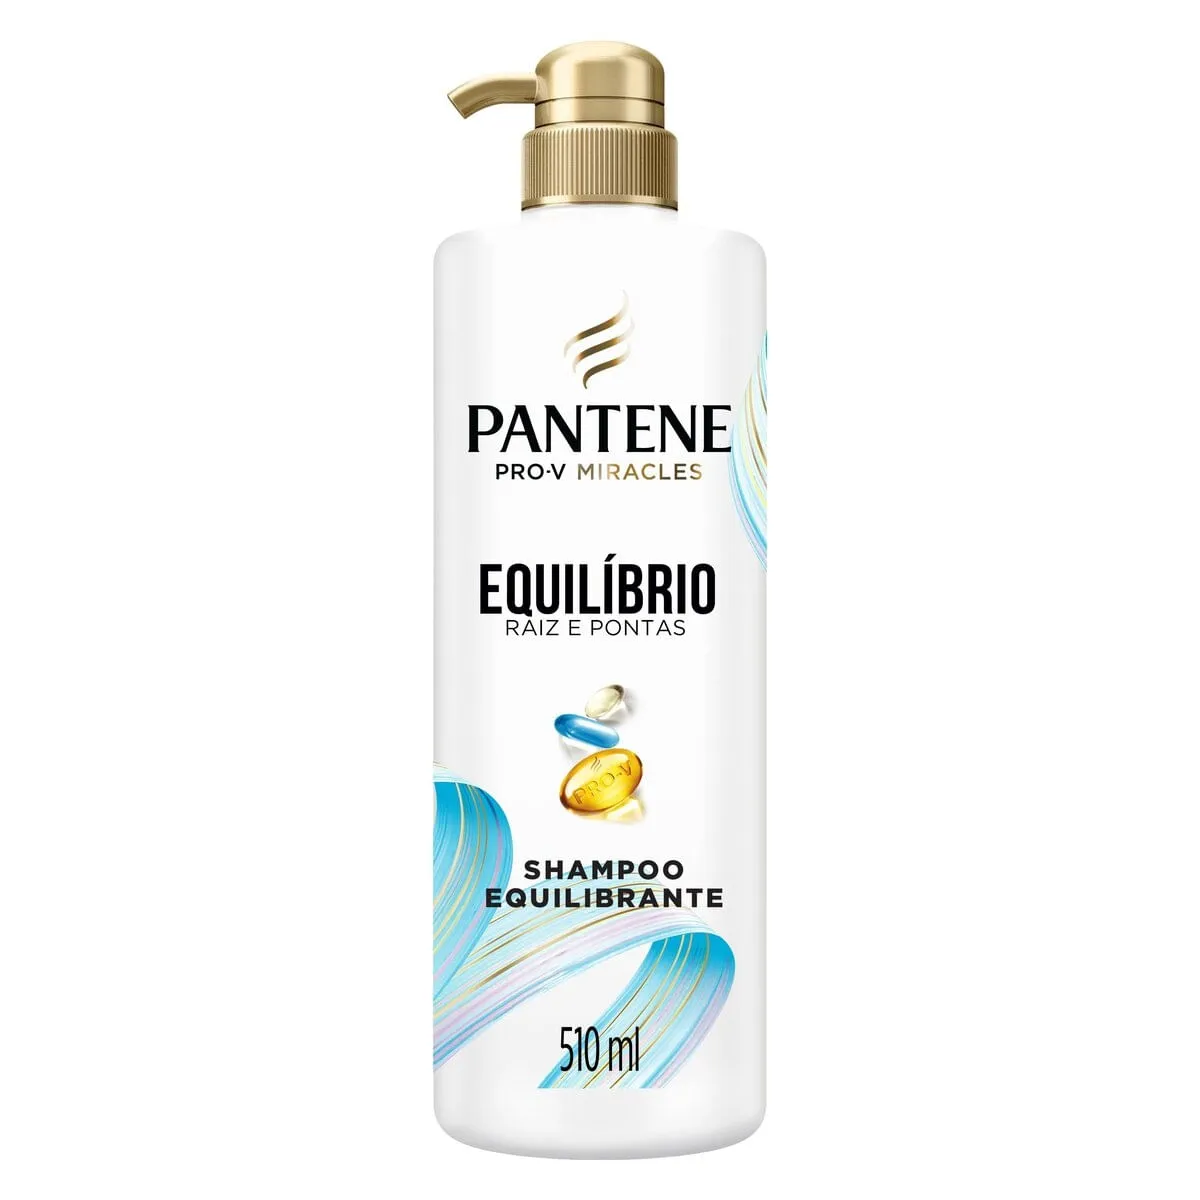 PANTENE
PRO-V MIRACLES
EQUILÍBRIO
RAIZ E PONTAS
PRO-V
SHAMPOO
EQUILIBRANTE
510 ml